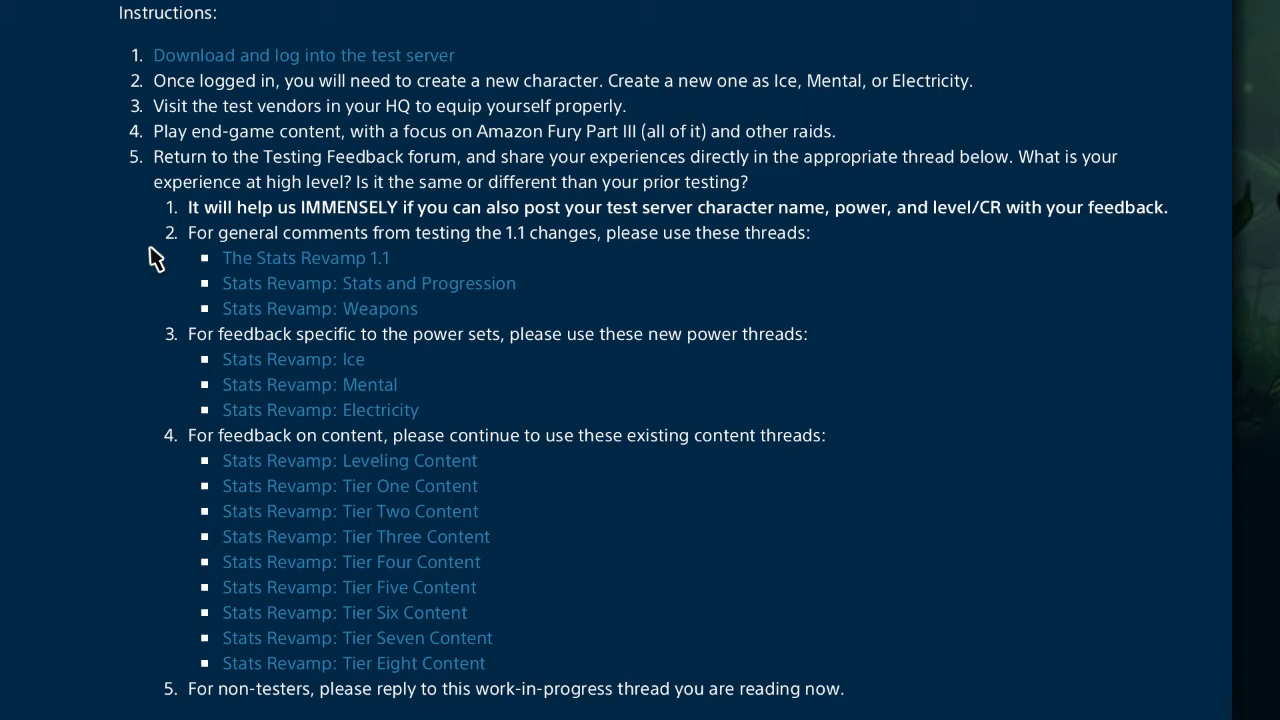 Instructions:
1. Download and log into the test server
2. Once logged in, you will need to create a new character. Create a new one as Ice, Mental, or Electricity.
3. Visit the test vendors in your HQ to equip yourself properly.
4. Play end-game content, with a focus on Amazon Fury Part III (all of it) and other raids.
5. Return to the Testing Feedback forum, and share your experiences directly in the appropriate thread below. What is your
experience at high level? Is it the same or different than your prior testing?
1. It will help us IMMENSELY if you can also post your test server character name, power, and level/CR with your feedback.
2. For general comments from testing the 1.1 changes, please use these threads:
▪ The Stats Revamp 1.1
▪ Stats Revamp: Stats and Progression
▪ Stats Revamp: Weapons
3. For feedback specific to the power sets, please use these new power threads:
▪ Stats Revamp: Ice
▪ Stats Revamp: Mental
▪ Stats Revamp: Electricity
4. For feedback on content, please continue to use these existing content threads:
▪ Stats Revamp: Leveling Content
▪ Stats Revamp: Tier One Content
▪ Stats Revamp: Tier Two Content
▪ Stats Revamp: Tier Three Content
▪ Stats Revamp: Tier Four Content
▪ Stats Revamp: Tier Five Content
▪ Stats Revamp: Tier Six Content
▪ Stats Revamp: Tier Seven Content
▪ Stats Revamp: Tier Eight Content
5. For non-testers, please reply to this work-in-progress thread you are reading now.